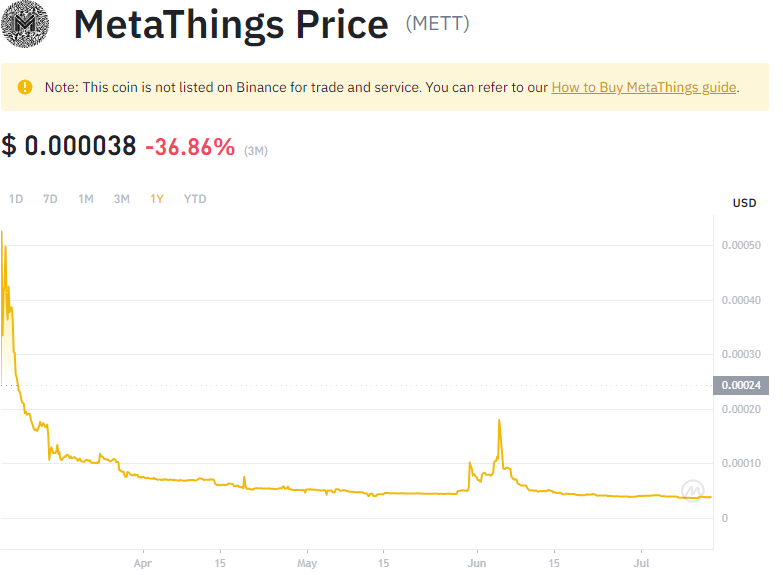 MetaThings Price (METT)
Note: This coin is not listed on Binance for trade and service. You can refer to our How to Buy MetaThings guide.
$ 0.000038 -36.86% (3M)
1D 7D 1M 3M 1Y YTD
USD
0.00050
0.00040
0.00030
0.00024
0.00020
0.00010
0
Apr 15 May 15 Jun 15 Jul